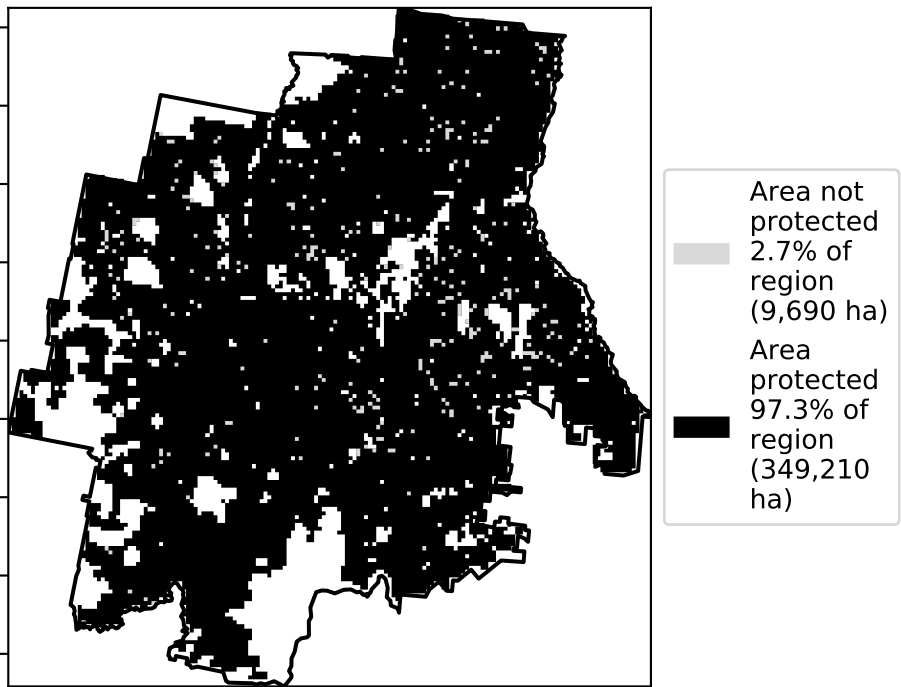 Area not
protected
2.7% of
region
(9,690 ha)
Area
protected
97.3% of
region
(349,210
ha)